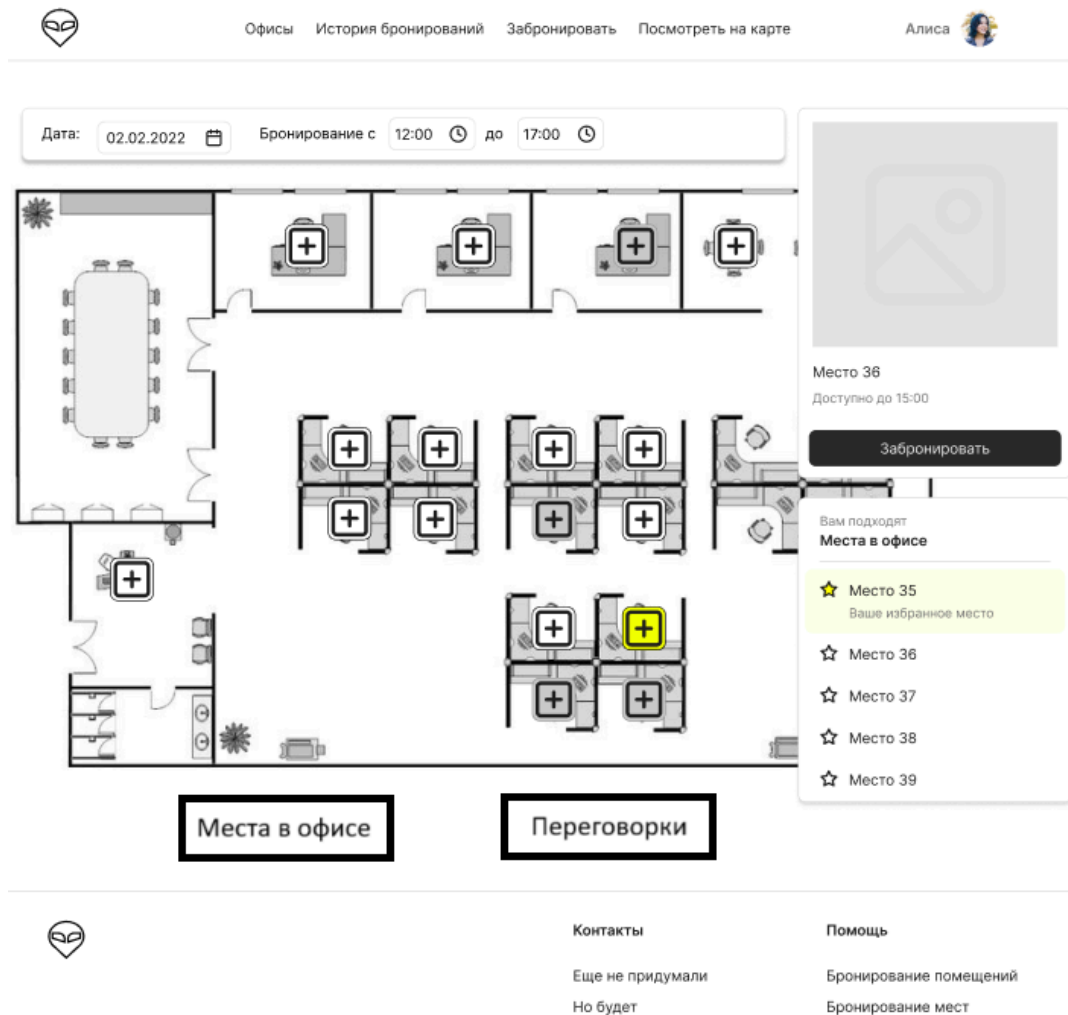 Офисы История бронирований Забронировать Посмотреть на карте Алиса
Дата: 02.02.2022 Бронирование с 12:00 до 17:00
Место 36
Доступно до 15:00
Забронировать
Вам подходят
Места в офисе
Место 35
Ваше избранное место
Место 36
Место 37
Место 38
Место 39
Места в офисе Переговорки
Контакты Помощь
Еще не придумали Бронирование помещений
Но будет Бронирование мест